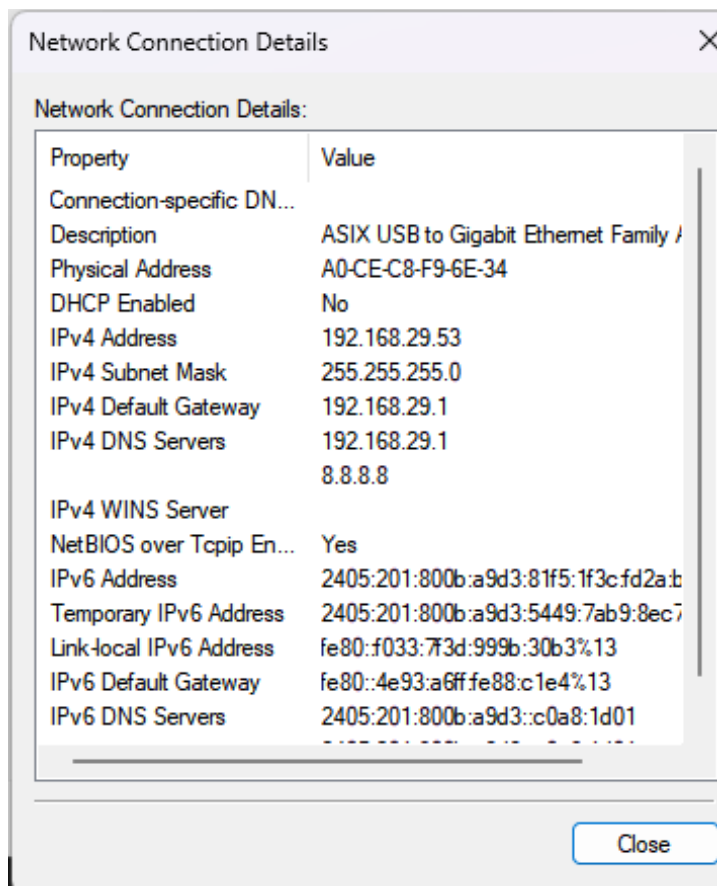 Network Connection Details
Network Connection Details:
Property Value
Connection-specific DN...
Description ASIX USB to Gigabit Ethernet Family
Physical Address A0-CE-C8-F9-6E-34
DHCP Enabled No
IPv4 Address 192.168.29.53
IPv4 Subnet Mask 255.255.255.0
IPv4 Default Gateway 192.168.29.1
IPv4 DNS Servers 192.168.29.1
8.8.8.8
IPv4 WINS Server
NetBIOS over Tcpip En... Yes
IPv6 Address 2405:201:800b:a9d3:81f5:1f3c:fd2a:b
Temporary IPv6 Address 2405:201:800b:a9d3:5449:7ab9:8ec7
Link-local IPv6 Address fe80::f033:7f3d:999b:30b3%13
IPv6 Default Gateway fe80::4e93:a6ff:fe88:c1e4%13
IPv6 DNS Servers 2405:201:800b:a9d3::c0a8:1d01
Close